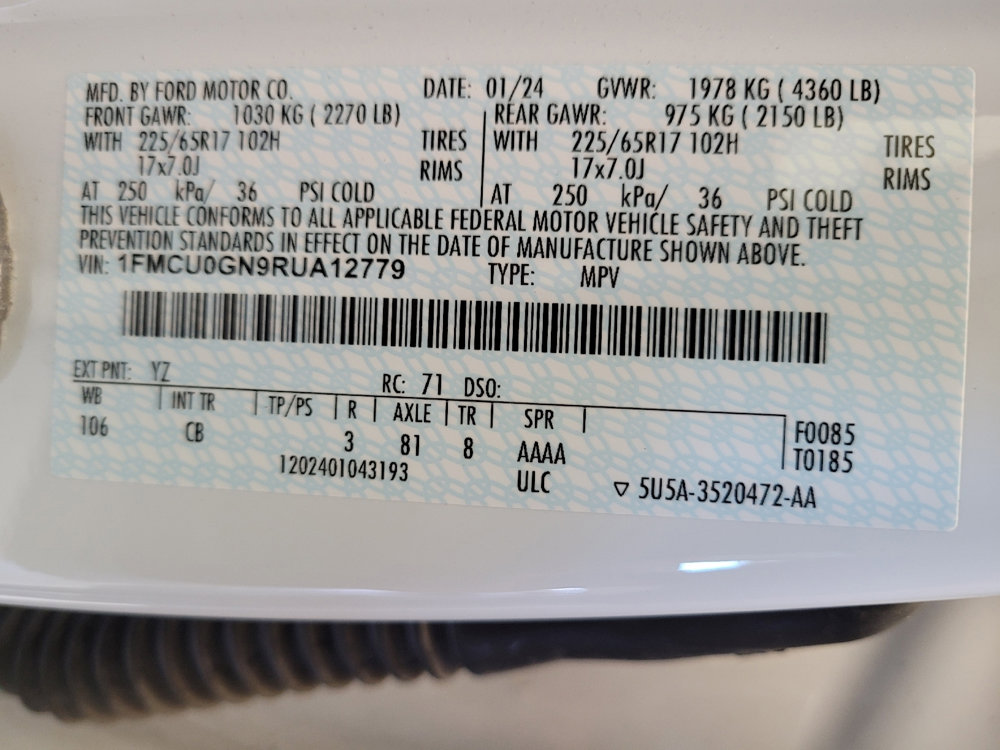 MFD. BY FORD MOTOR CO. DATE: 01/24 GVWR: 1978 KG ( 4360 LB)
FRONT GAWR: 1030 KG ( 2270 LB) REAR GAWR: 975 KG ( 2150 LB)
WITH 225/65R17 102H TIRES WITH 225/65R17 102H TIRES
17x7.0J RIMS 17x7.0J RIMS
AT 250 kPa/ 36 PSI COLD AT 250 kPa/ 36 PSI COLD
THIS VEHICLE CONFORMS TO ALL APPLICABLE FEDERAL MOTOR VEHICLE SAFETY AND THEFT
PREVENTION STANDARDS IN EFFECT ON THE DATE OF MANUFACTURE SHOWN ABOVE.
VIN: 1FMCU0GN9RUA12779 TYPE: MPV
EXT PNT: YZ RC: 71 DSO:
WB INT TR TP/PS R AXLE TR SPR
106 CB 3 81 8 AAAA F0085
1202401043193 ULC T0185
▽ 5U5A-3520472-AA